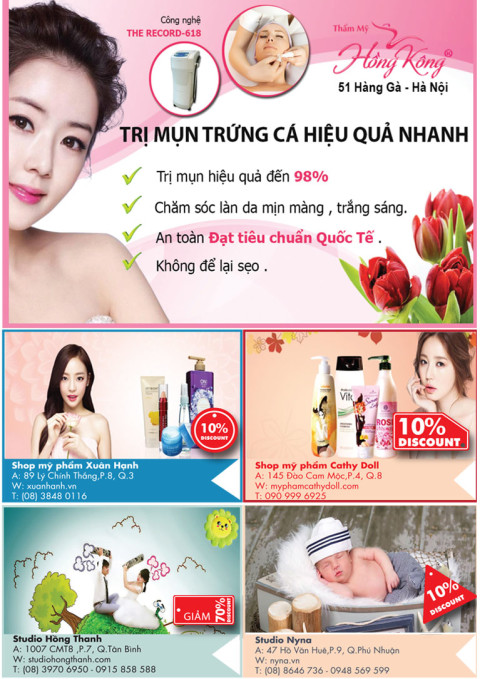 Công nghệ
THE RECORD-618
Thẩm Mỹ
Hồng Kông®
51 Hàng Gà - Hà Nội
TRỊ MỤN TRỨNG CÁ HIỆU QUẢ NHANH
Trị mụn hiệu quả đến 98%
Chăm sóc làn da mịn màng , trắng sáng.
An toàn Đạt tiêu chuẩn Quốc Tế .
Không để lại sẹo .
10%
DISCOUNT
Shop mỹ phẩm Xuân Hạnh
A: 89 Lý Chính Thắng,P.8, Q.3
W: xuanhanh.vn
T: (08) 3848 0116
10%
DISCOUNT
Shop mỹ phẩm Cathy Doll
A: 145 Đào Cam Mộc,P.4, Q.8
W: myphamcathydoll.com
T: 090 999 6925
GIẢM 70%
DISCOUNT
Studio Hồng Thanh
A: 1007 CMT8 ,P.7, Q.Tân Bình
W: studiohongthanh.com
T: (08) 3970 6950 - 0915 858 588
10%
DISCOUNT
Studio Nyna
A: 47 Hồ Văn Huê,P.9, Q.Phú Nhuận
W: nyna.vn
T: (08) 8646 736 - 0948 569 599